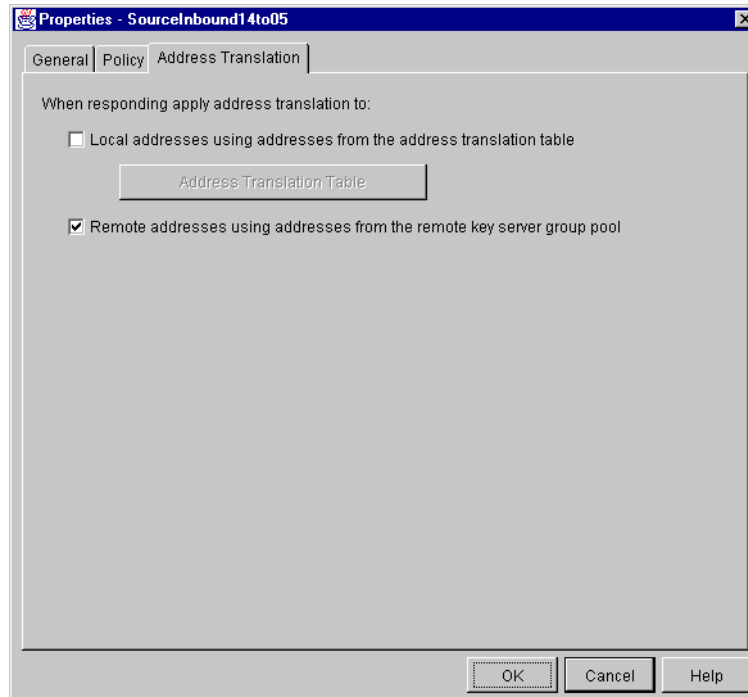 Properties - SourceInbound14to05
General Policy Address Translation
When responding apply address translation to:
Local addresses using addresses from the address translation table
Address Translation Table
Remote addresses using addresses from the remote key server group pool
OK Cancel Help